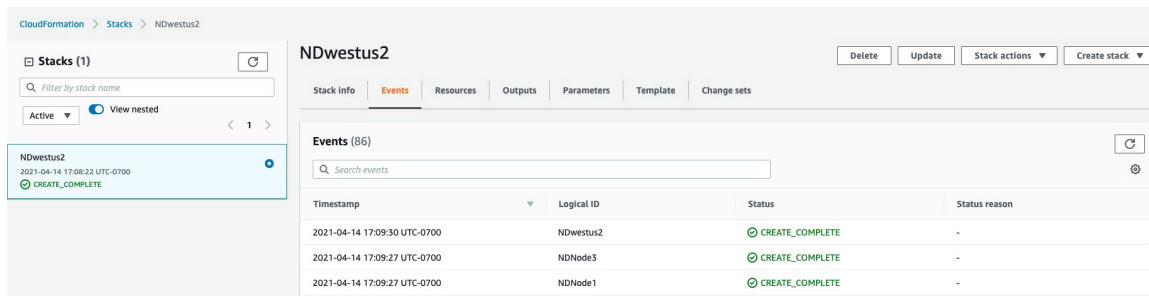 CloudFormation > Stacks > NDwestus2
Stacks (1)
Filter by stack name
Active
View nested
< 1 >
NDwestus2
2021-04-14 17:08:22 UTC-0700
CREATE_COMPLETE
NDwestus2
Delete
Update
Stack actions
Create stack
Stack info
Events
Resources
Outputs
Parameters
Template
Change sets
Events (86)
Search events
Timestamp Logical ID Status Status reason
2021-04-14 17:09:30 UTC-0700 NDwestus2 CREATE_COMPLETE -
2021-04-14 17:09:27 UTC-0700 NDNode3 CREATE_COMPLETE -
2021-04-14 17:09:27 UTC-0700 NDNode1 CREATE_COMPLETE -